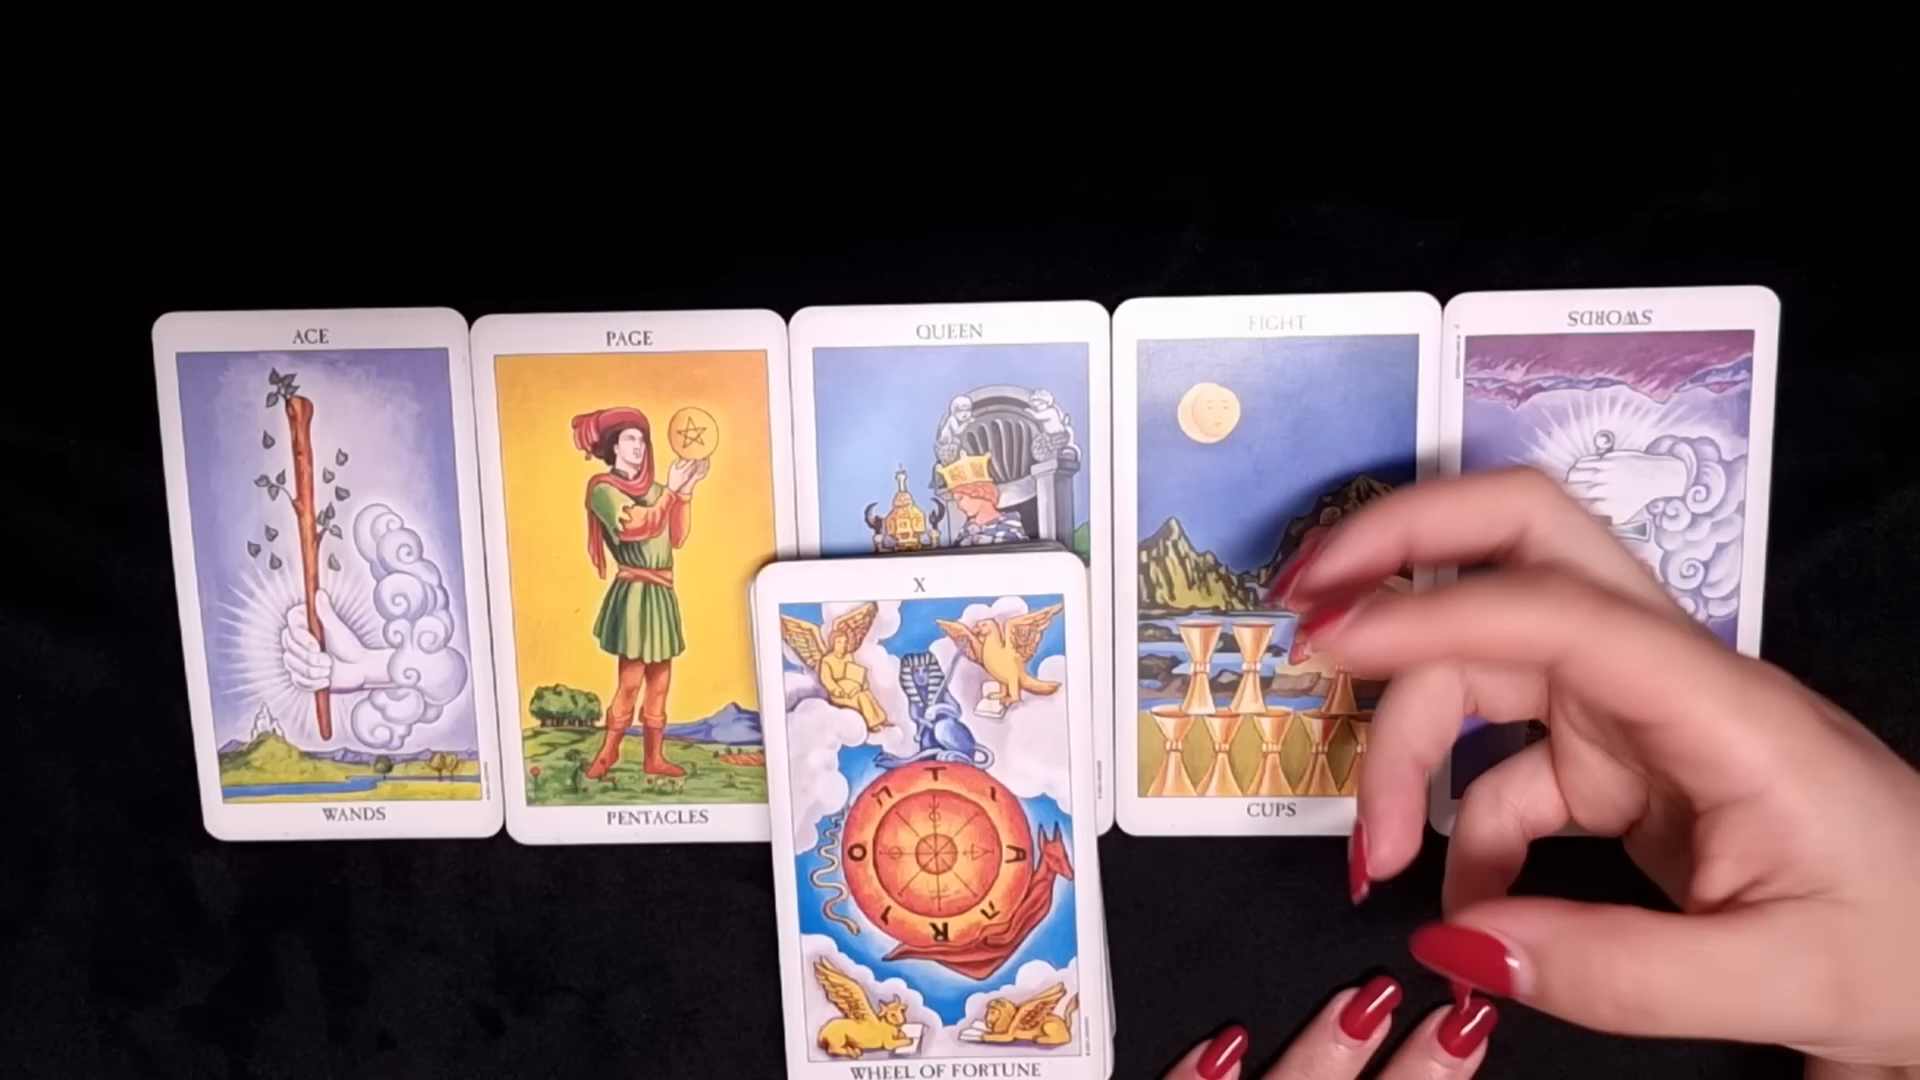 ACE
PAGE
QUEEN
EIGHT
SWORDS
X
T
A
R
O
WANDS
PENTACLES
CUPS
WHEEL OF FORTUNE